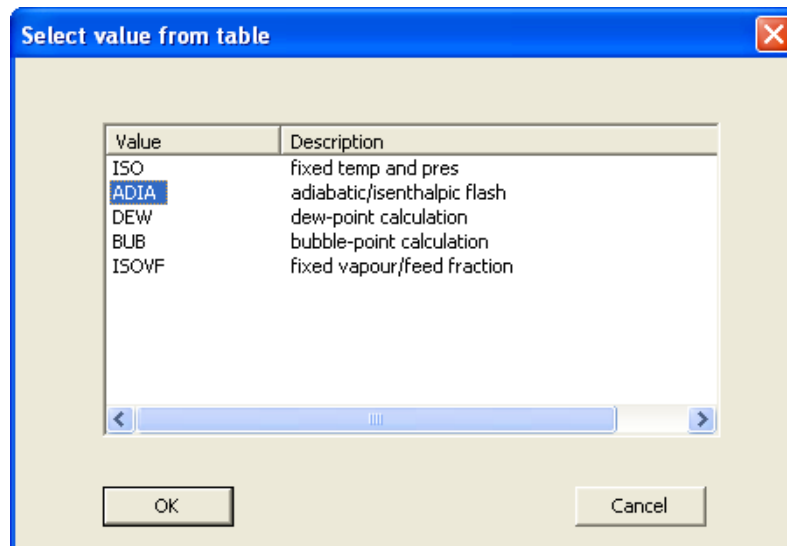 Select value from table
Value Description
ISO fixed temp and pres
ADIA adiabatic/isenthalpic flash
DEW dew-point calculation
BUB bubble-point calculation
ISOVF fixed vapour/feed fraction
OK Cancel